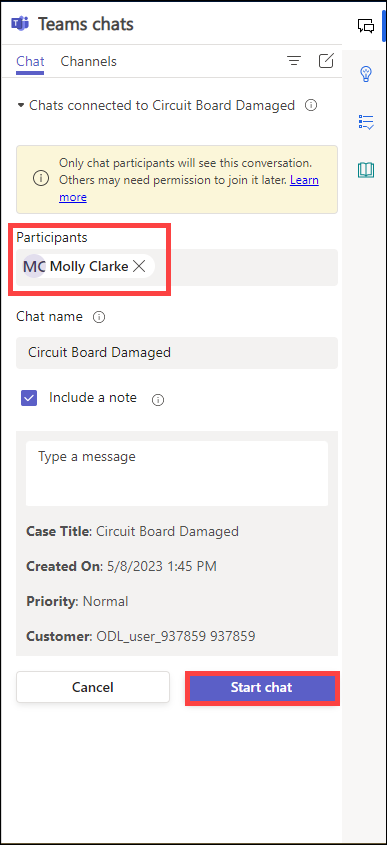 Teams chats
Chat Channels
Chats connected to Circuit Board Damaged
Only chat participants will see this conversation.
Others may need permission to join it later. Learn
more
Participants
MC Molly Clarke
Chat name
Circuit Board Damaged
Include a note
Type a message
Case Title: Circuit Board Damaged
Created On: 5/8/2023 1:45 PM
Priority: Normal
Customer: ODL_user_937859 937859
Cancel Start chat